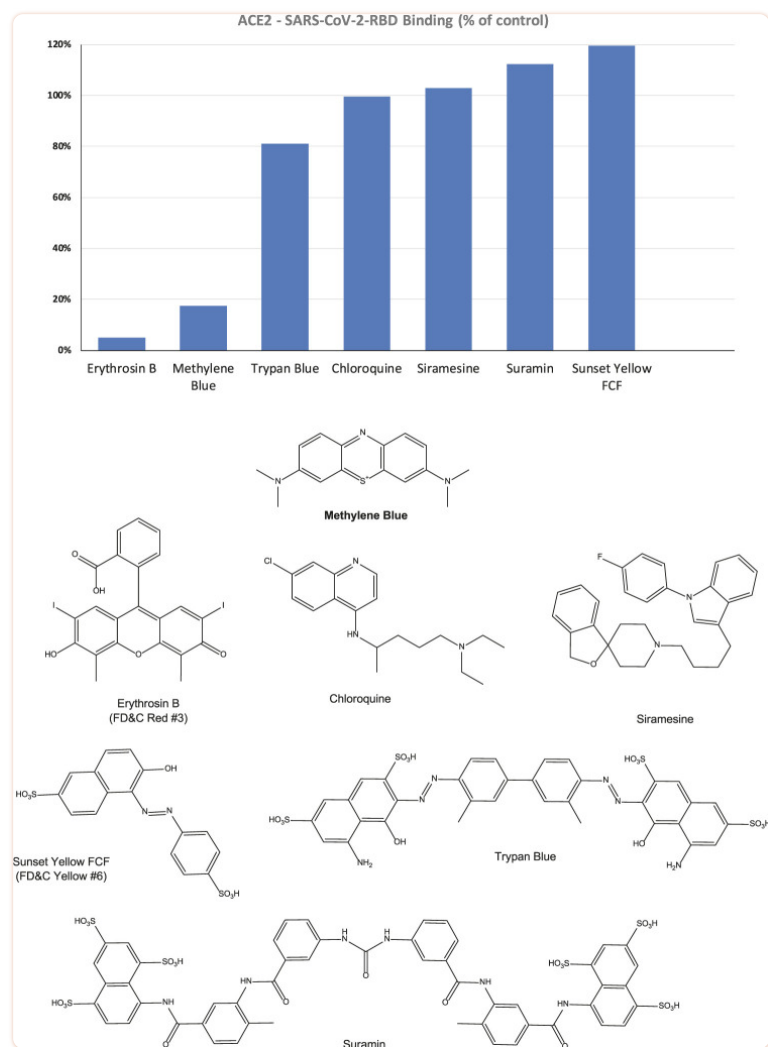 ACE2 - SARS-CoV-2-RBD Binding (% of control)
120%
100%
80%
60%
40%
20%
0%
Erythrosin B
Methylene
Blue
Trypan Blue
Chloroquine
Siramesine
Suramin
Sunset Yellow
FCF
N
N
S+
N
Methylene Blue
O
OH
I
I
HO
O
O
Erythrosin B
(FD&C Red #3)
Cl
N
HN
N
Chloroquine
F
N
N
O
Siramesine
OH
HO₃S
N
N
SO₃H
Sunset Yellow FCF
(FD&C Yellow #6)
SO₃H
HO₃S
N
N
OH
NH₂
N
N
SO₃H
SO₃H
HO
H₂N
Trypan Blue
HO₃S
SO₃H
SO₃H
NH
O
HN
O
NH
O
HN
O
NH
O
HN
HO₃S
SO₃H
SO₃H
O
Suramin